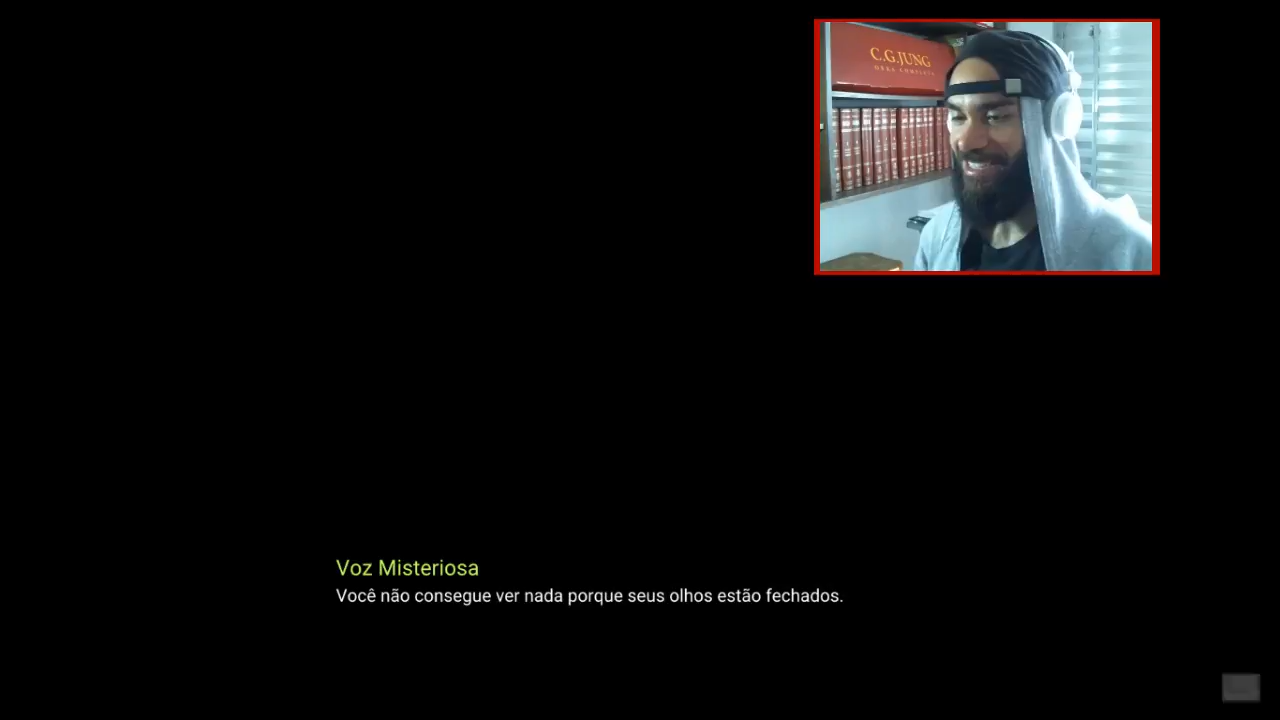 C.G.JUNG
OBRA COMPLETA
Voz Misteriosa
Você não consegue ver nada porque seus olhos estão fechados.